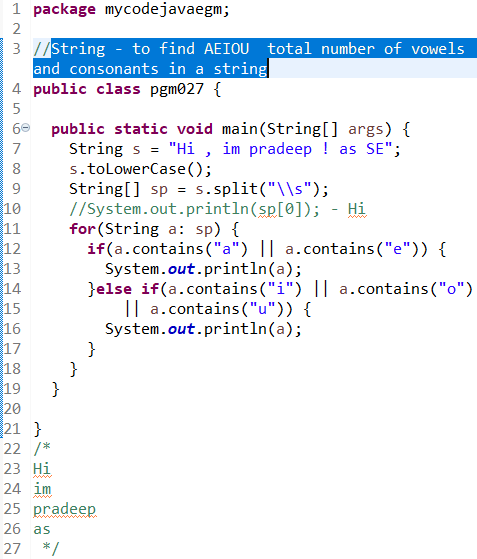 1 package mycodejavaegm;
2
3 //String - to find AEIOU  total number of vowels
and consonants in a string
4 public class pgm027 {
5
6   public static void main(String[] args) {
7     String s = "Hi , im pradeep ! as SE";
8     s.toLowerCase();
9     String[] sp = s.split("\\s");
10     //System.out.println(sp[0]); - Hi
11     for(String a: sp) {
12       if(a.contains("a") || a.contains("e")) {
13         System.out.println(a);
14       }else if(a.contains("i") || a.contains("o")
15           || a.contains("u")) {
16         System.out.println(a);
17       }
18     }
19   }
20
21 }
22 /*
23 Hi
24 im
25 pradeep
26 as
27  */